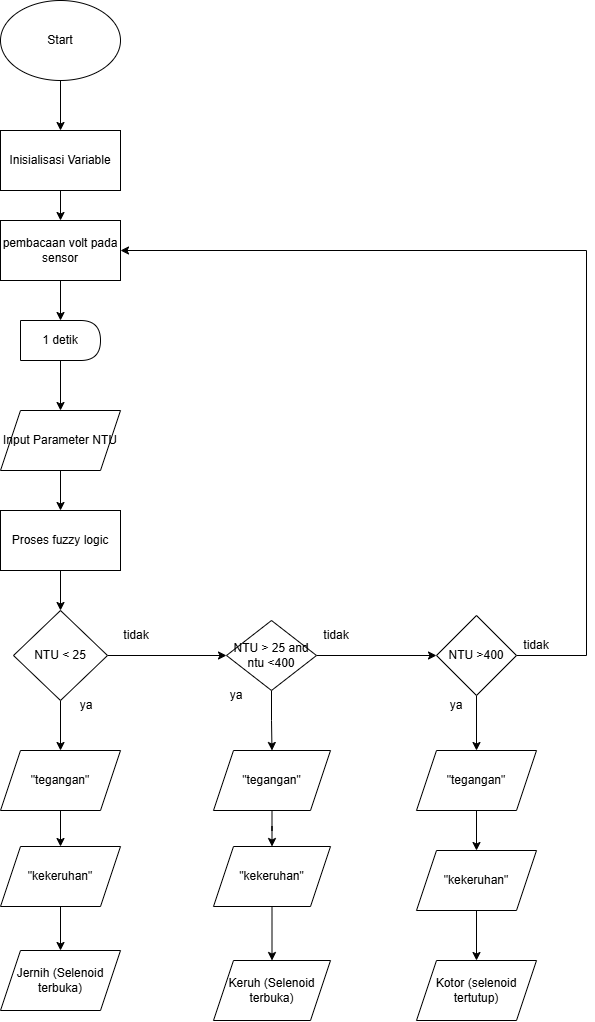 Start
Inisialisasi Variable
pembacaan volt pada
sensor
1 detik
Input Parameter NTU
Proses fuzzy logic
NTU < 25
tidak
NTU > 25 and
ntu <400
tidak
NTU >400
tidak
ya
ya
ya
"tegangan"
"tegangan"
"tegangan"
"kekeruhan"
"kekeruhan"
"kekeruhan"
Jernih (Selenoid
terbuka)
Keruh (Selenoid
terbuka)
Kotor (selenoid
tertutup)